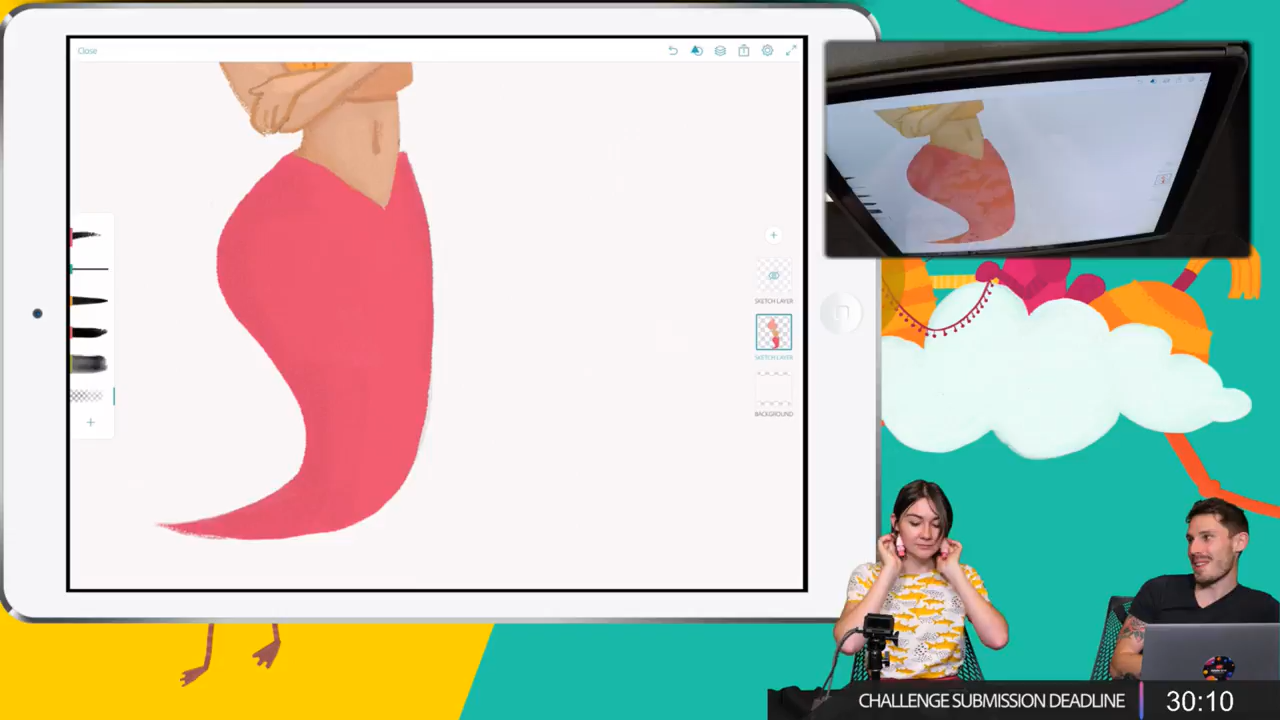 Close
SKETCH LAYER
SKETCH LAYER
BACKGROUND
CHALLENGE SUBMISSION DEADLINE
30:10